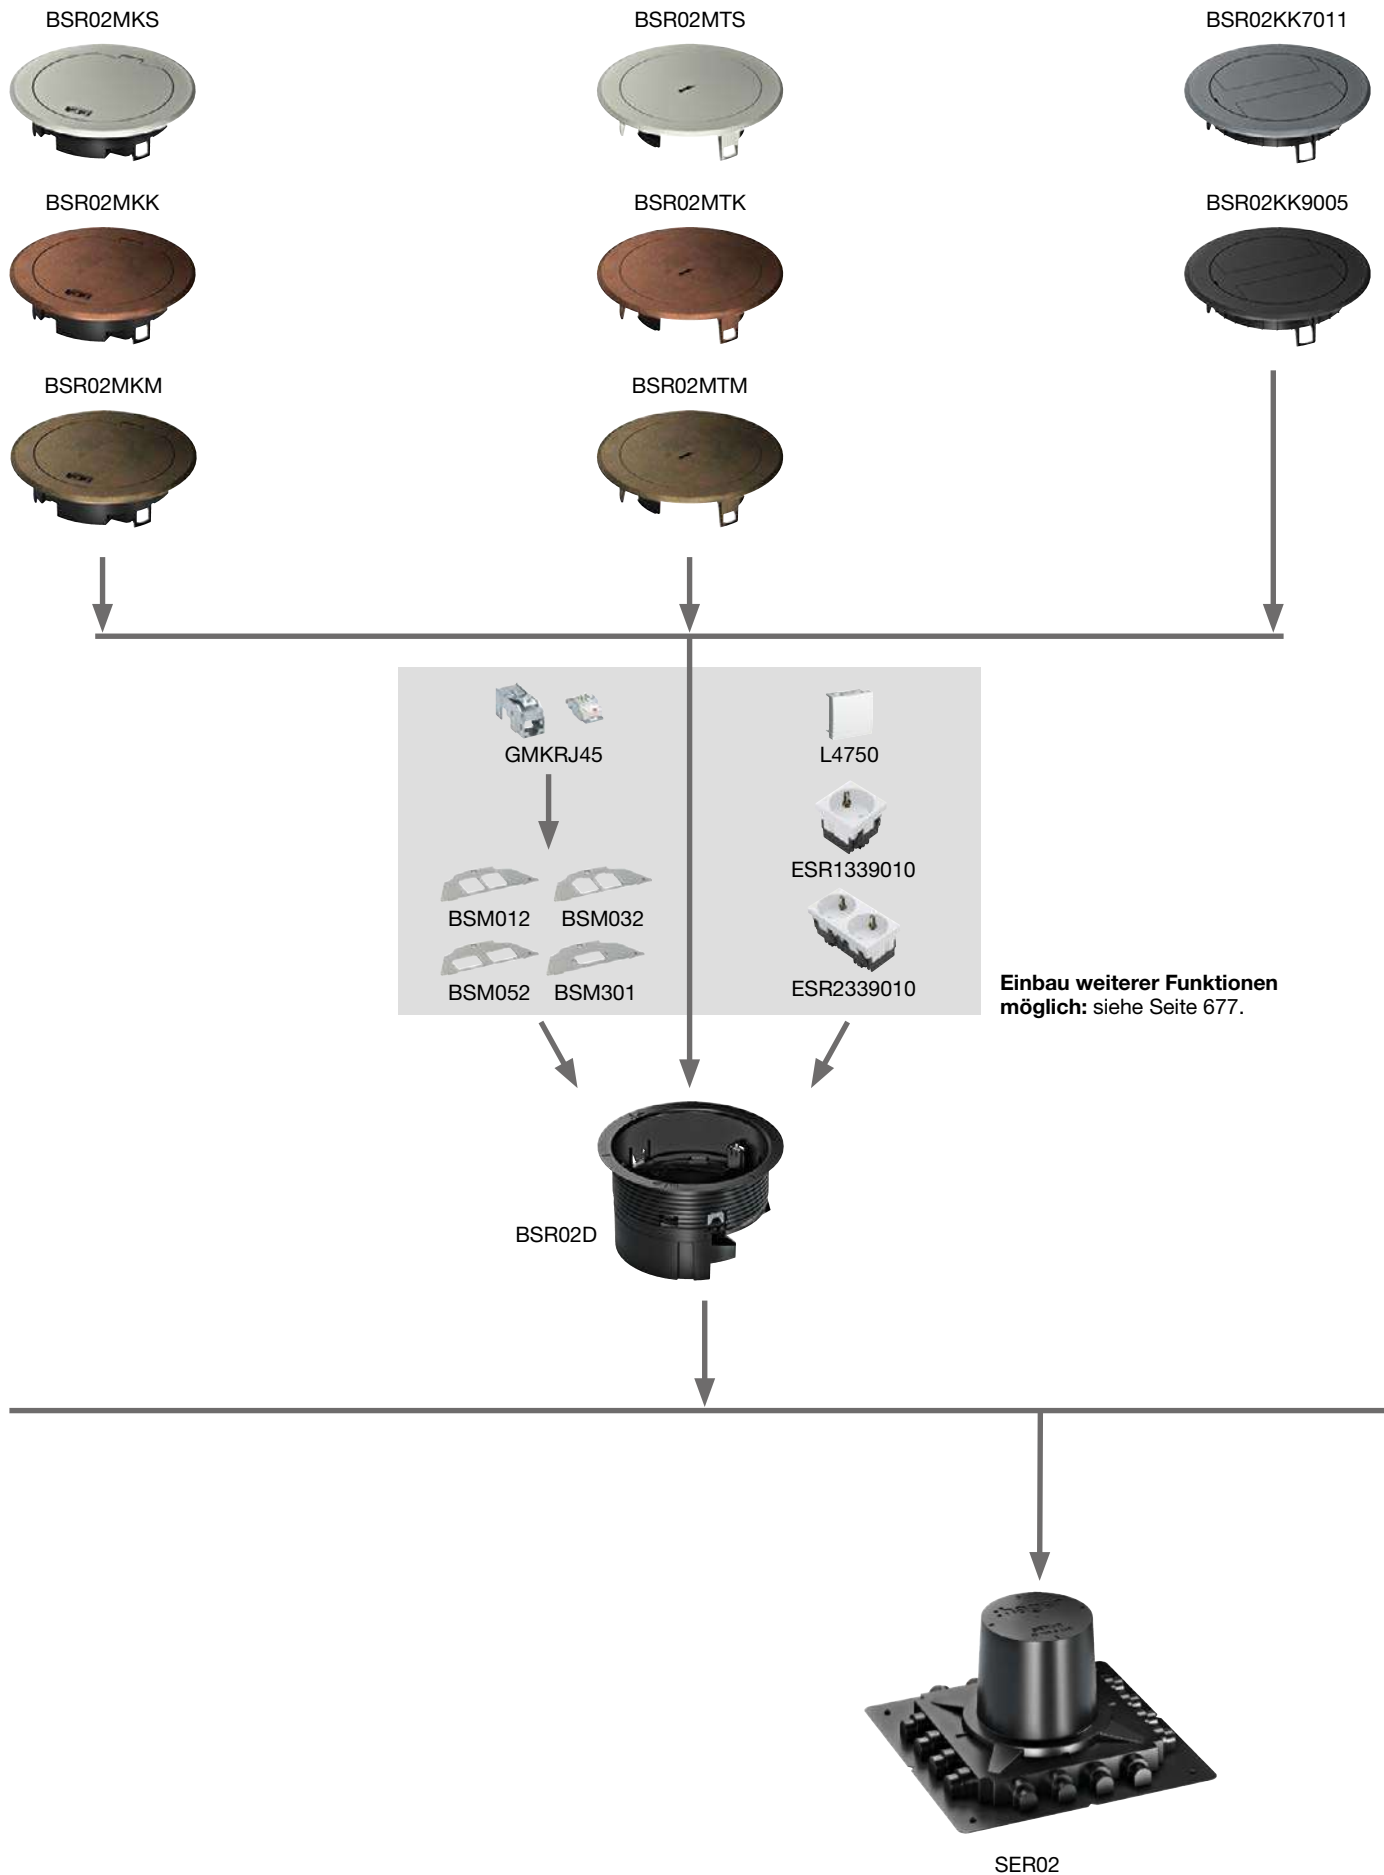 BSR02MKS
BSR02MTS
BSR02KK7011
BSR02MKK
BSR02MTK
BSR02KK9005
BSR02MKM
BSR02MTM
GMKRJ45
L4750
ESR1339010
BSM012
BSM032
BSM052
BSM301
ESR2339010
Einbau weiterer Funktionen
möglich: siehe Seite 677.
BSR02D
SER02